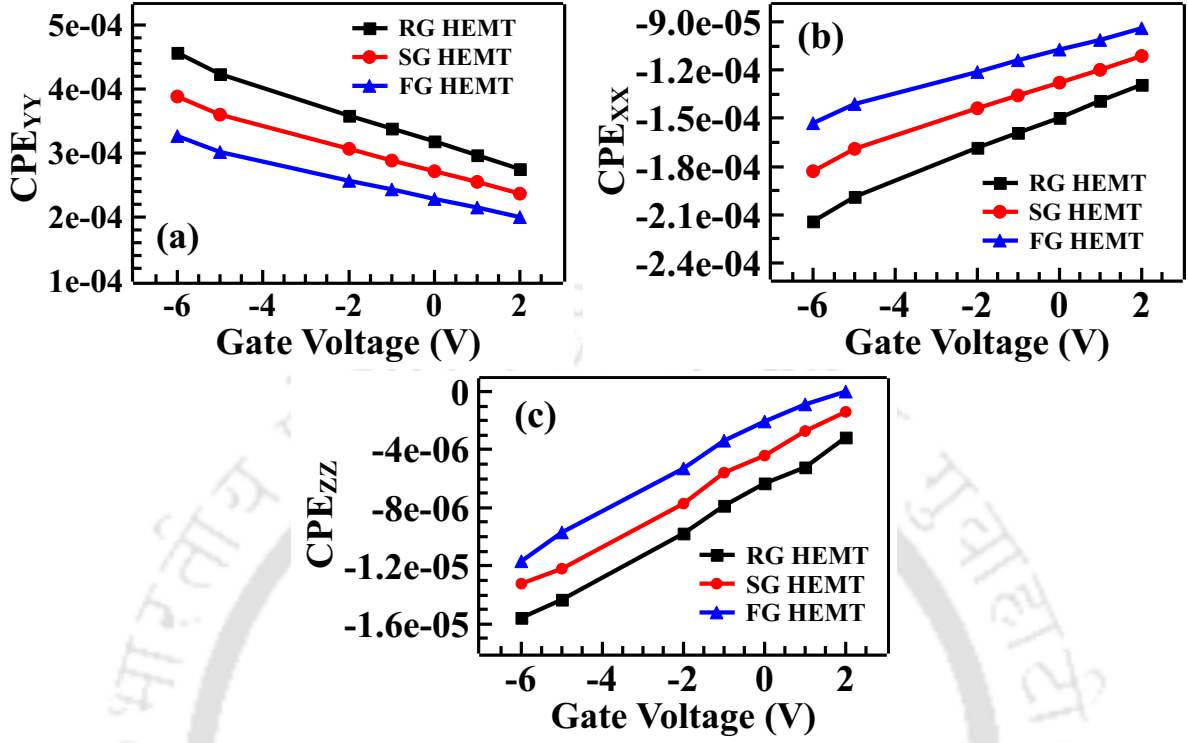 5e-04
4e-04
3e-04
2e-04
1e-04
CPE_YY
RG HEMT
SG HEMT
FG HEMT
(a)
-6 -4 -2 0 2
Gate Voltage (V)
-9.0e-05
-1.2e-04
-1.5e-04
-1.8e-04
-2.1e-04
-2.4e-04
CPE_XX
(b)
RG HEMT
SG HEMT
FG HEMT
-6 -4 -2 0 2
Gate Voltage (V)
0
-4e-06
-8e-06
-1.2e-05
-1.6e-05
CPE_ZZ
(c)
RG HEMT
SG HEMT
FG HEMT
-6 -4 -2 0 2
Gate Voltage (V)
भारतीय
गुवाहाटी